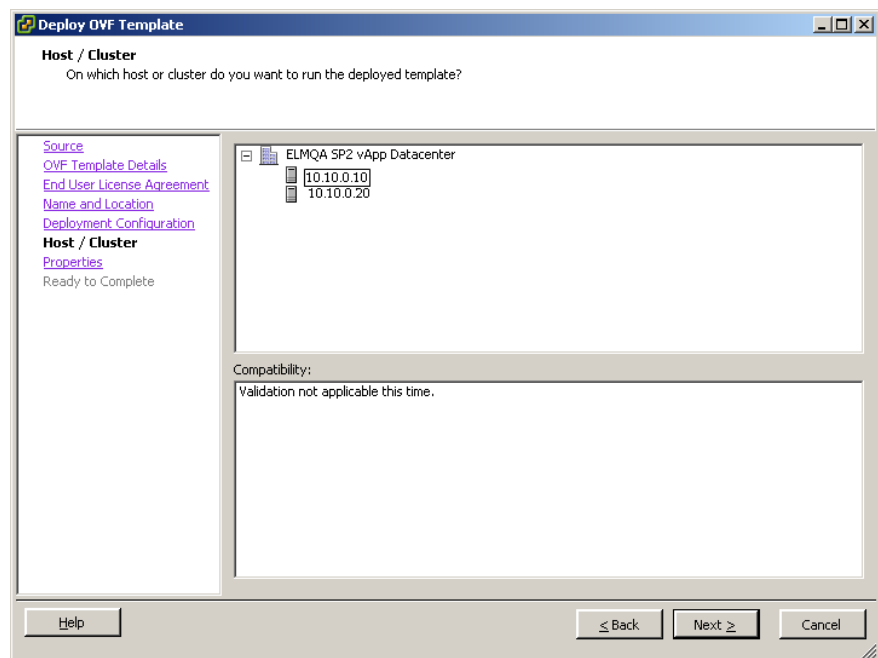 Deploy OVF Template
Host / Cluster
On which host or cluster do you want to run the deployed template?
Source
OVF Template Details
End User License Agreement
Name and Location
Deployment Configuration
Host / Cluster
Properties
Ready to Complete
ELMQA SP2 vApp Datacenter
10.10.0.10
10.10.0.20
Compatibility:
Validation not applicable this time.
Help
< Back
Next >
Cancel